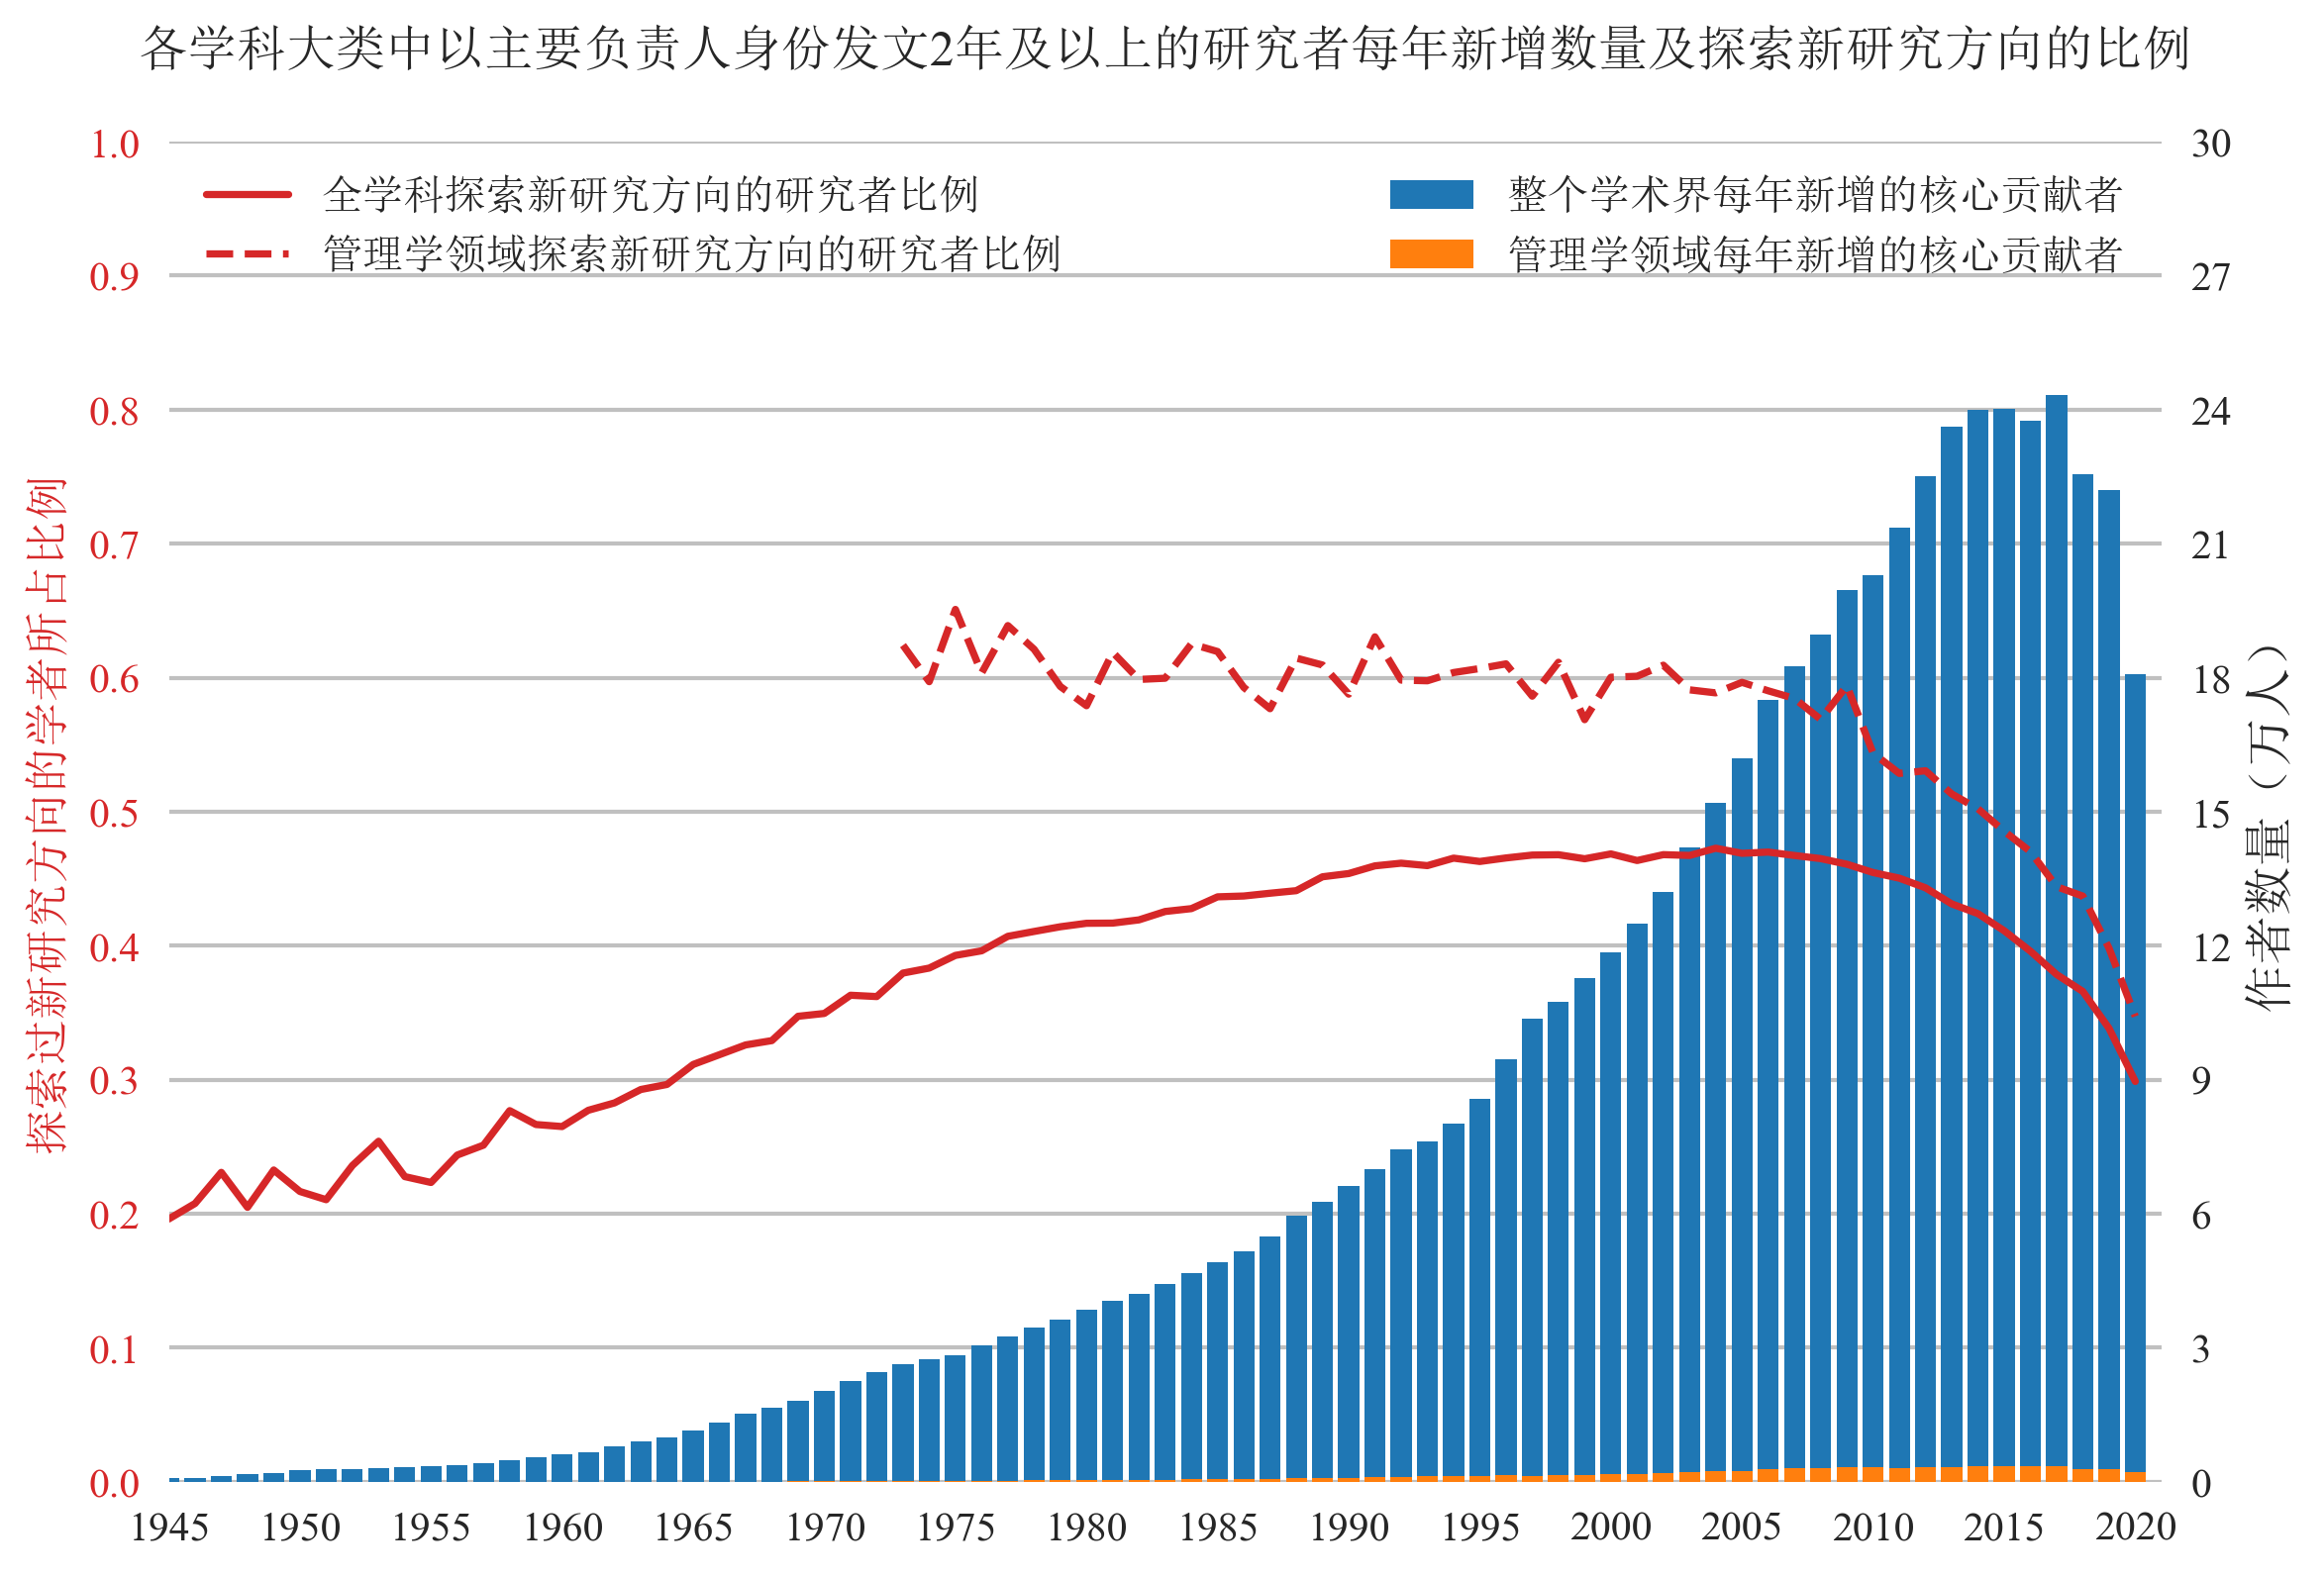 各学科大类中以主要负责人身份发文2年及以上的研究者每年新增数量及探索新研究方向的比例
全学科探索新研究方向的研究者比例
管理学领域探索新研究方向的研究者比例
整个学术界每年新增的核心贡献者
管理学领域每年新增的核心贡献者
探索过新研究方向的学者所占比例
1.0
0.9
0.8
0.7
0.6
0.5
0.4
0.3
0.2
0.1
0.0
30
27
24
21
18
15
12
9
6
3
0
作者数量（万人）
1945 1950 1955 1960 1965 1970 1975 1980 1985 1990 1995 2000 2005 2010 2015 2020